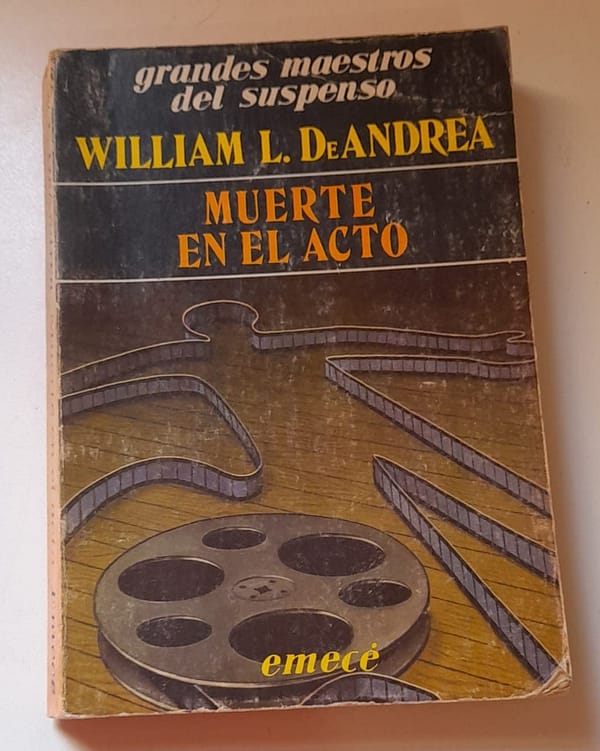 grandes maestros
del suspenso
WILLIAM L. DeANDREA
MUERTE
EN EL ACTO
emecé